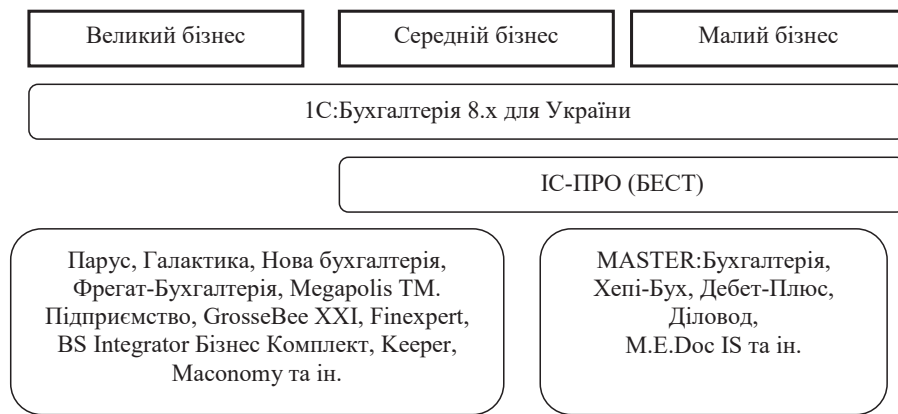 Великий бізнес
Середній бізнес
Малий бізнес
1С:Бухгалтерія 8.х для України
ІС-ПРО (БЕСТ)
Парус, Галактика, Нова бухгалтерія,
Фрегат-Бухгалтерія, Megapolis TM.
Підприємство, GrosseBee XXI, Finexpert,
BS Integrator Бізнес Комплект, Keeper,
Maconomy та ін.
MASTER:Бухгалтерія,
Хепі-Бух, Дебет-Плюс,
Діловод,
M.E.Doc IS та ін.